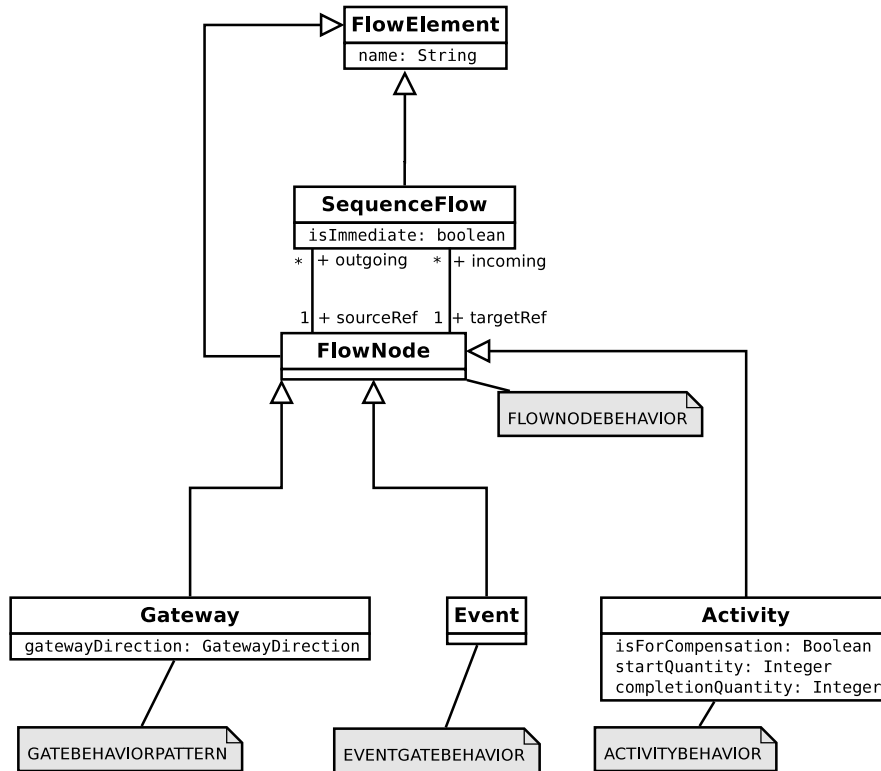 FlowElement
name: String
SequenceFlow
isImmediate: boolean
* + outgoing * + incoming
1 + sourceRef 1 + targetRef
FlowNode
FLOWNODEBEHAVIOR
Gateway
gatewayDirection: GatewayDirection
Event
Activity
isForCompensation: Boolean
startQuantity: Integer
completionQuantity: Integer
GATEBEHAVIORPATTERN
EVENTGATEBEHAVIOR
ACTIVITYBEHAVIOR